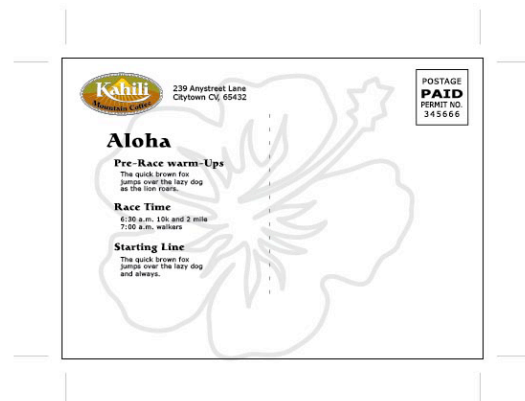 Kahili
Mountain Coffee
239 Anystreet Lane
Citytown CV, 65432
POSTAGE
PAID
PERMIT NO.
345666
Aloha
Pre-Race warm-Ups
The quick brown fox
jumps over the lazy dog
as the lion roars.
Race Time
6:30 a.m. 10k and 2 mile
7:00 a.m. walkers
Starting Line
The quick brown fox
jumps over the lazy dog
and always.